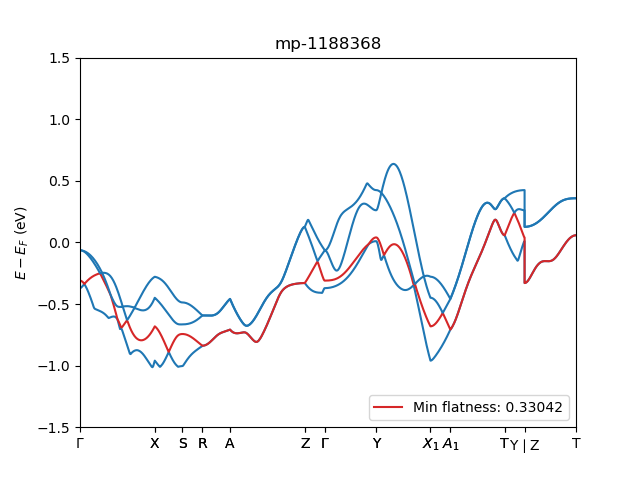 mp-1188368
E − E_F (eV)
1.5
1.0
0.5
0.0
−0.5
−1.0
−1.5
Min flatness: 0.33042
Γ X S R A Z Γ Y X₁ A₁ T Y | Z T